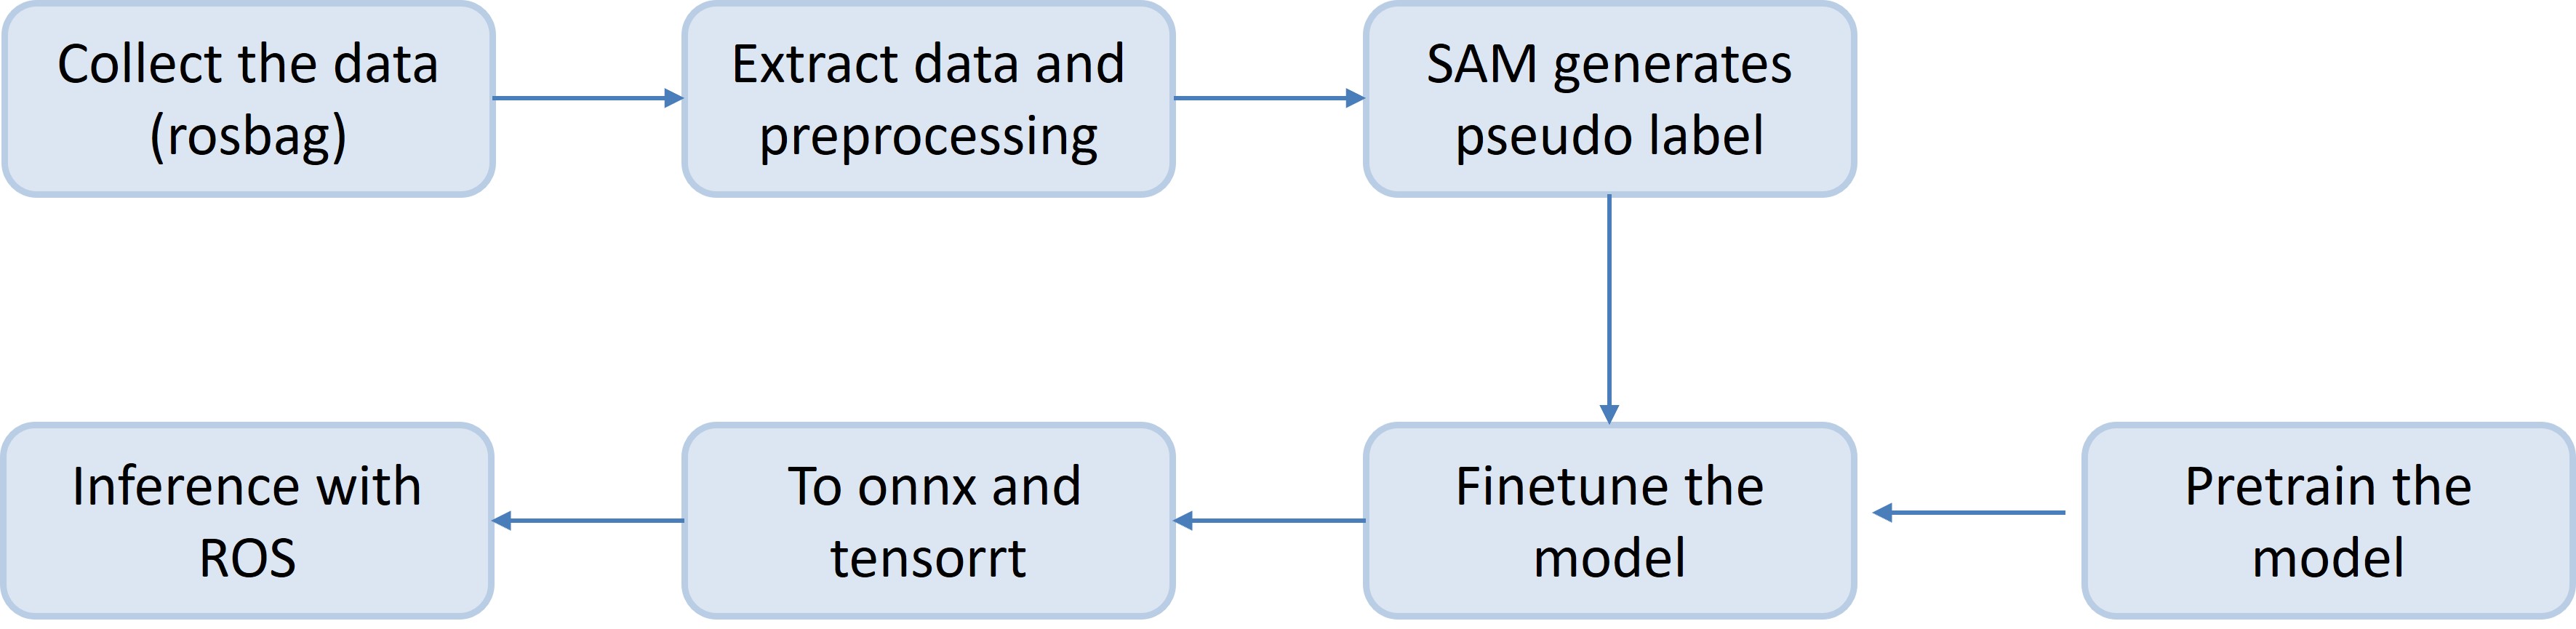 Collect the data
(rosbag)
Extract data and
preprocessing
SAM generates
pseudo label
Inference with
ROS
To onnx and
tensorrt
Finetune the
model
Pretrain the
model